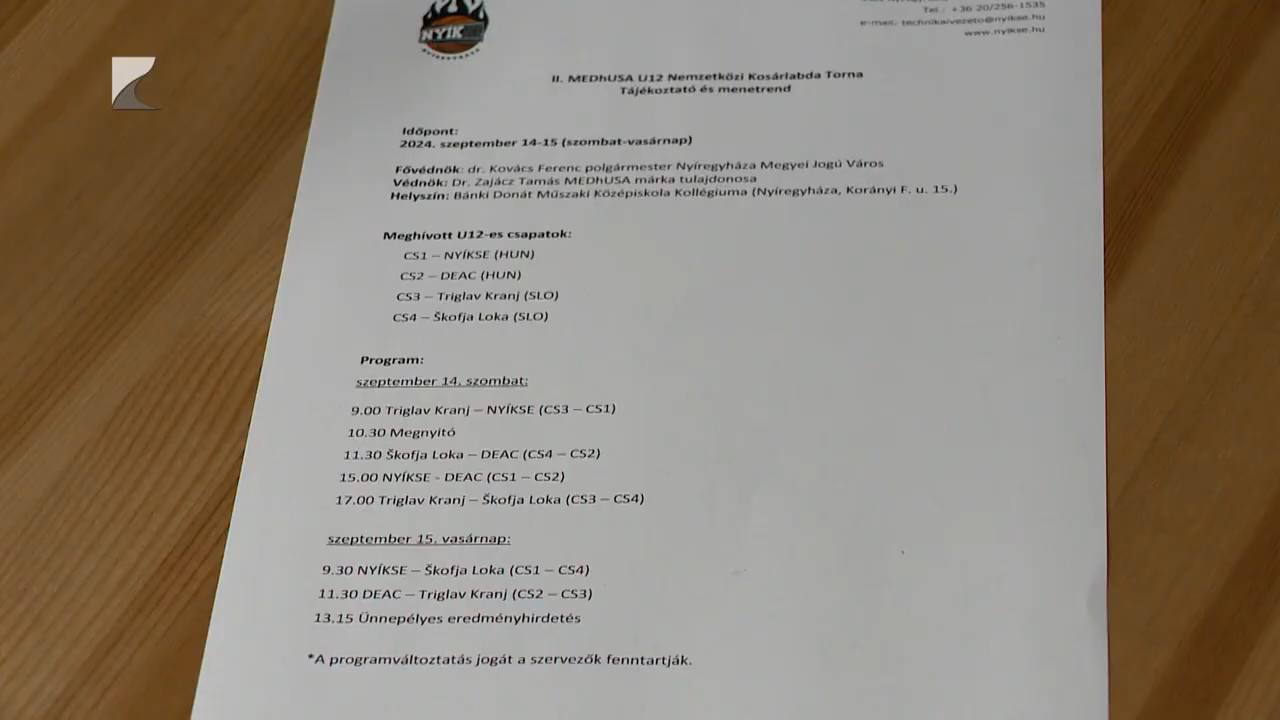 NYIK
NYÍREGYHÁZA
Tel.: +36 20/256-1535
e-mail: technikaivezeto@nyikse.hu
www.nyikse.hu
II. MEDhUSA U12 Nemzetközi Kosárlabda Torna
Tájékoztató és menetrend
Időpont:
2024. szeptember 14-15 (szombat-vasárnap)
Fővédnök: dr. Kovács Ferenc polgármester Nyíregyháza Megyei Jogú Város
Védnök: Dr. Zajácz Tamás MEDhUSA márka tulajdonosa
Helyszín: Bánki Donát Műszaki Középiskola Kollégiuma (Nyíregyháza, Korányi F. u. 15.)
Meghívott U12-es csapatok:
CS1 – NYÍKSE (HUN)
CS2 – DEAC (HUN)
CS3 – Triglav Kranj (SLO)
CS4 – Škofja Loka (SLO)
Program:
szeptember 14. szombat:
9.00 Triglav Kranj – NYÍKSE (CS3 – CS1)
10.30 Megnyitó
11.30 Škofja Loka – DEAC (CS4 – CS2)
15.00 NYÍKSE - DEAC (CS1 – CS2)
17.00 Triglav Kranj – Škofja Loka (CS3 – CS4)
szeptember 15. vasárnap:
9.30 NYÍKSE – Škofja Loka (CS1 – CS4)
11.30 DEAC – Triglav Kranj (CS2 – CS3)
13.15 Ünnepélyes eredményhirdetés
*A programváltoztatás jogát a szervezők fenntartják.